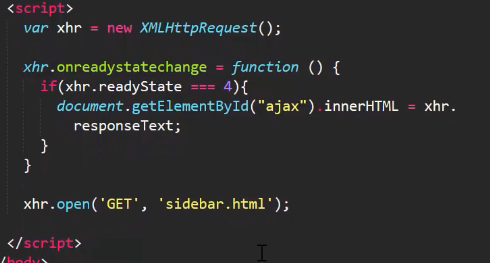 <script>
var xhr = new XMLHttpRequest();
xhr.onreadystatechange = function () {
if(xhr.readyState === 4){
document.getElementById("ajax").innerHTML = xhr.
responseText;
}
}
xhr.open('GET', 'sidebar.html');
</script>
/body>